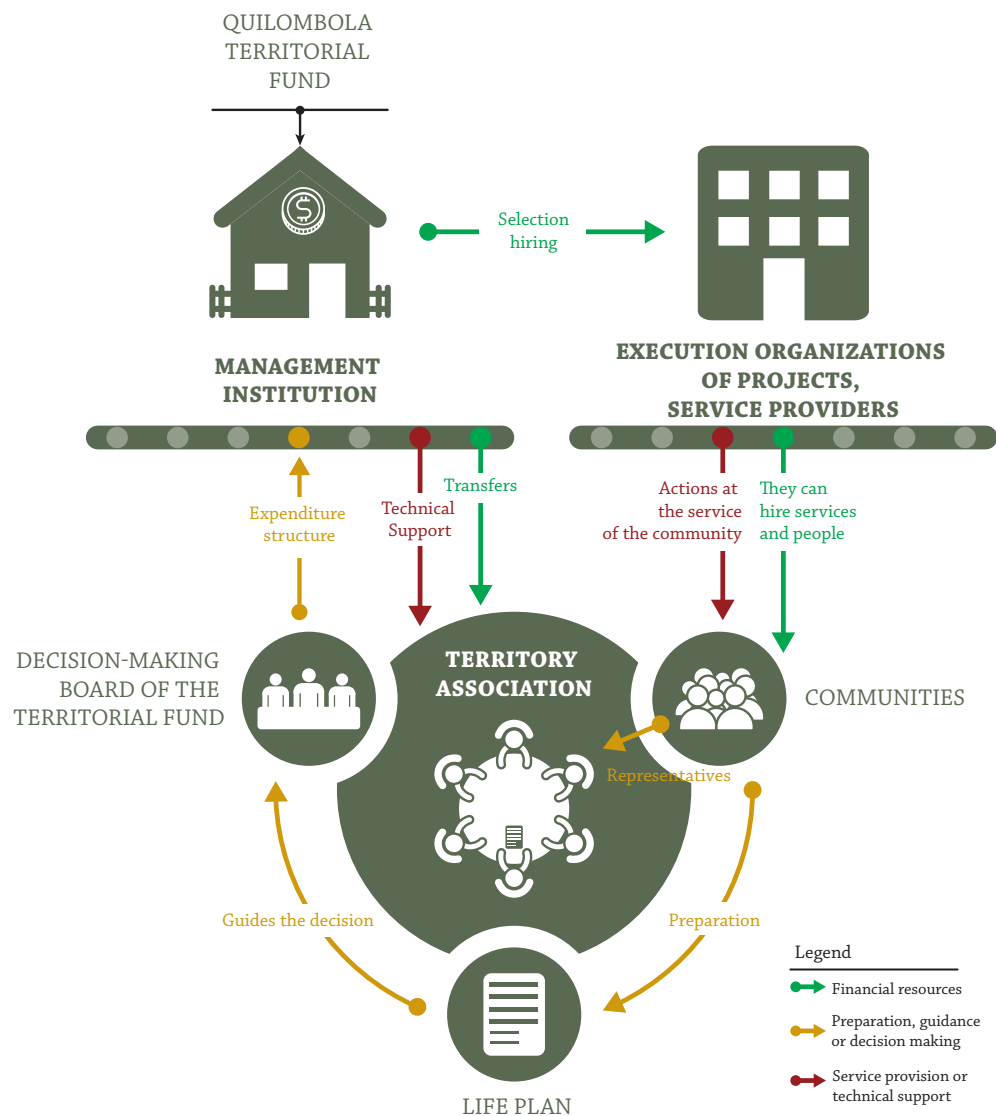 QUILOMBOLA
TERRITORIAL
FUND
$
Selection
hiring
MANAGEMENT
INSTITUTION
EXECUTION ORGANIZATIONS
OF PROJECTS,
SERVICE PROVIDERS
Expenditure
structure
Technical
Support
Transfers
Actions at
the service
of the community
They can
hire services
and people
DECISION-MAKING
BOARD OF THE
TERRITORIAL FUND
TERRITORY
ASSOCIATION
COMMUNITIES
Representatives
Guides the decision
Preparation
LIFE PLAN
Legend
Financial resources
Preparation, guidance
or decision making
Service provision or
technical support